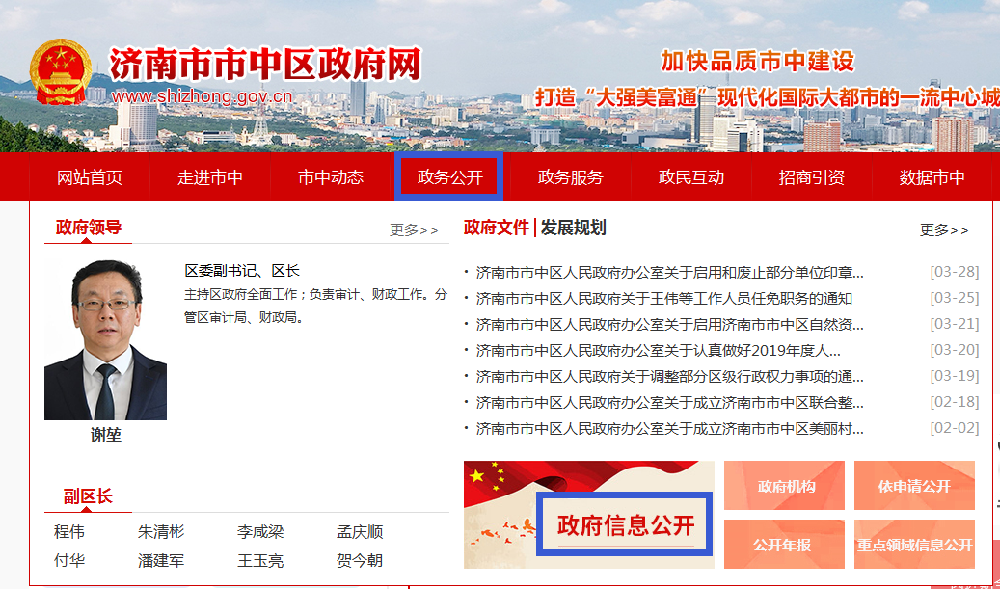 济南市市中区政府网
www.shizhong.gov.cn
加快品质市中建设
打造“大强美富通”现代化国际大都市的一流中心城
网站首页 走进市中 市中动态 政务公开 政务服务 政民互动 招商引资 数据市中
政府领导 更多>>
区委副书记、区长
主持区政府全面工作；负责审计、财政工作。分
管区审计局、财政局。
谢堃
副区长
程伟 朱清彬 李咸梁 孟庆顺
付华 潘建军 王玉亮 贺今朝
政府文件 | 发展规划 更多>>
· 济南市市中区人民政府办公室关于启用和废止部分单位印章... [03-28]
· 济南市市中区人民政府关于王伟等工作人员任免职务的通知 [03-25]
· 济南市市中区人民政府办公室关于启用济南市市中区自然资... [03-21]
· 济南市市中区人民政府办公室关于认真做好2019年度人... [03-20]
· 济南市市中区人民政府关于调整部分区级行政权力事项的通... [03-19]
· 济南市市中区人民政府办公室关于成立济南市市中区联合整... [02-18]
· 济南市市中区人民政府办公室关于成立济南市市中区美丽村... [02-02]
政府信息公开
政府机构 依申请公开
公开年报 重点领域信息公开